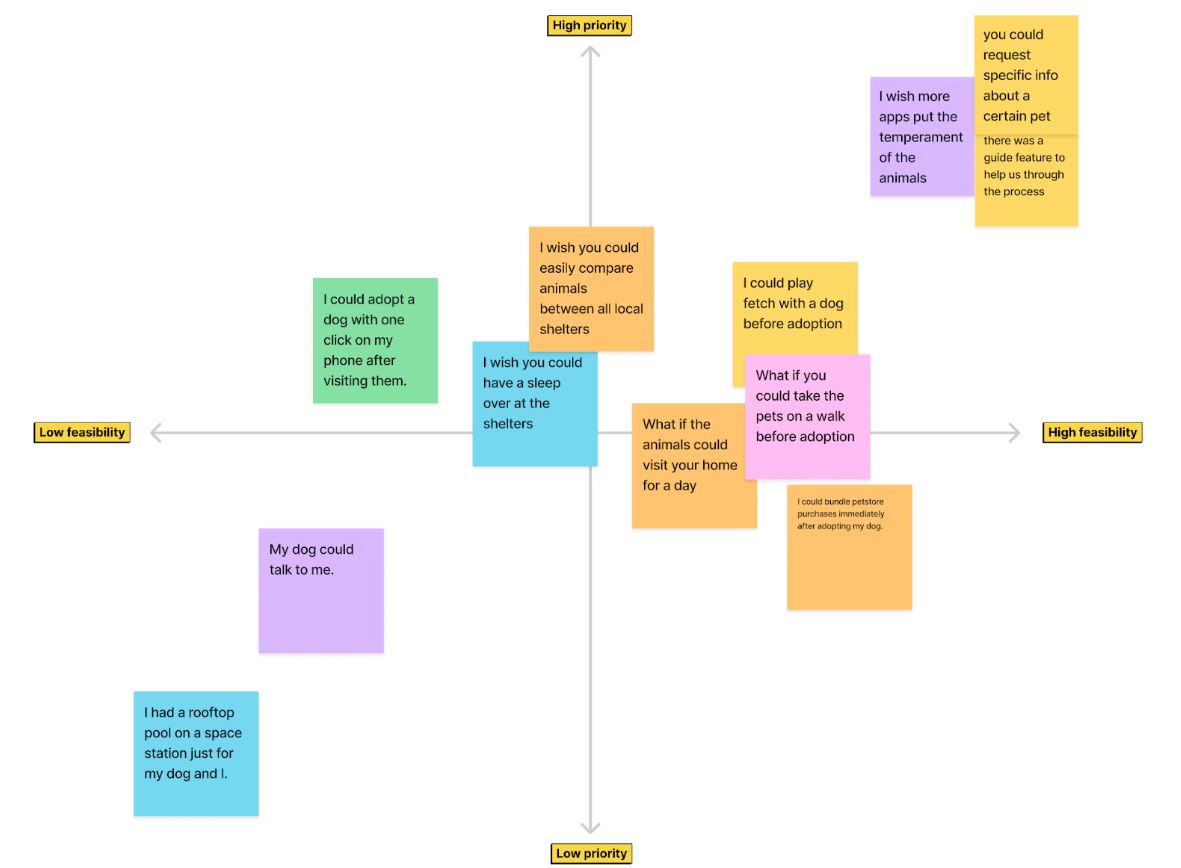 High priority
you could
request
specific info
about a
certain pet
I wish more
apps put the
temperament
of the
animals
there was a
guide feature to
help us through
the process
I wish you could
easily compare
animals
between all local
shelters
I could play
fetch with a dog
before adoption
I could adopt a
dog with one
click on my
phone after
visiting them.
I wish you could
have a sleep
over at the
shelters
What if you
could take the
pets on a walk
before adoption
What if the
animals could
visit your home
for a day
Low feasibility
High feasibility
I could bundle petstore
purchases immediately
after adopting my dog.
My dog could
talk to me.
I had a rooftop
pool on a space
station just for
my dog and I.
Low priority